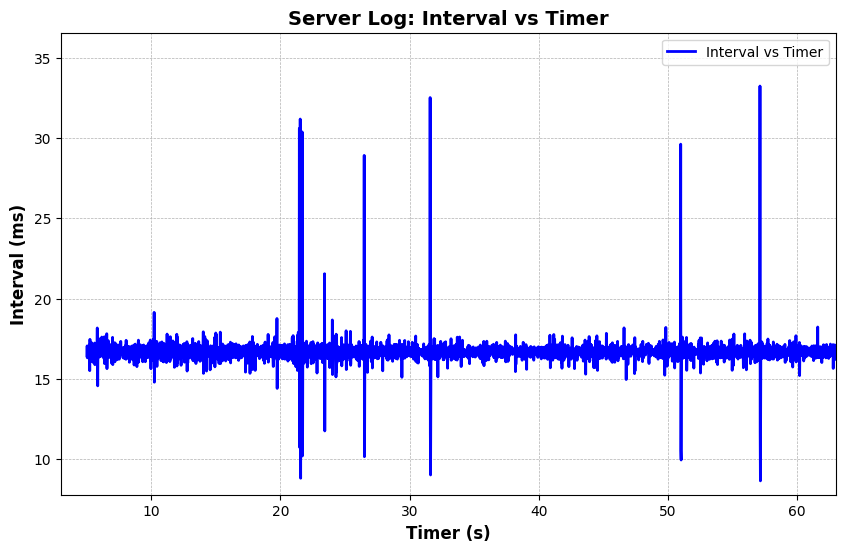 Server Log: Interval vs Timer
Interval vs Timer
35
30
25
20
15
10
Interval (ms)
10 20 30 40 50 60
Timer (s)